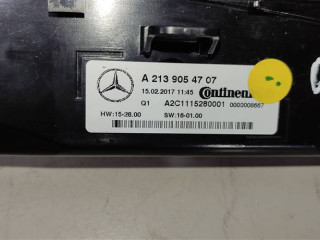 A 213 905 47 07
15.02.2017 11:45
Q1 A2C1115280001 0000008667
HW:15-28.00 SW:16-01.00